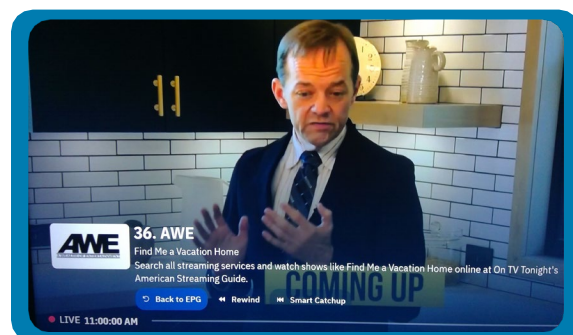 36. AWE
AWE
Find Me a Vacation Home
Search all streaming services and watch shows like Find Me a Vacation Home online at On TV Tonight's
American Streaming Guide.
COMING UP
Back to EPG Rewind Smart Catchup
LIVE 11:00:00 AM